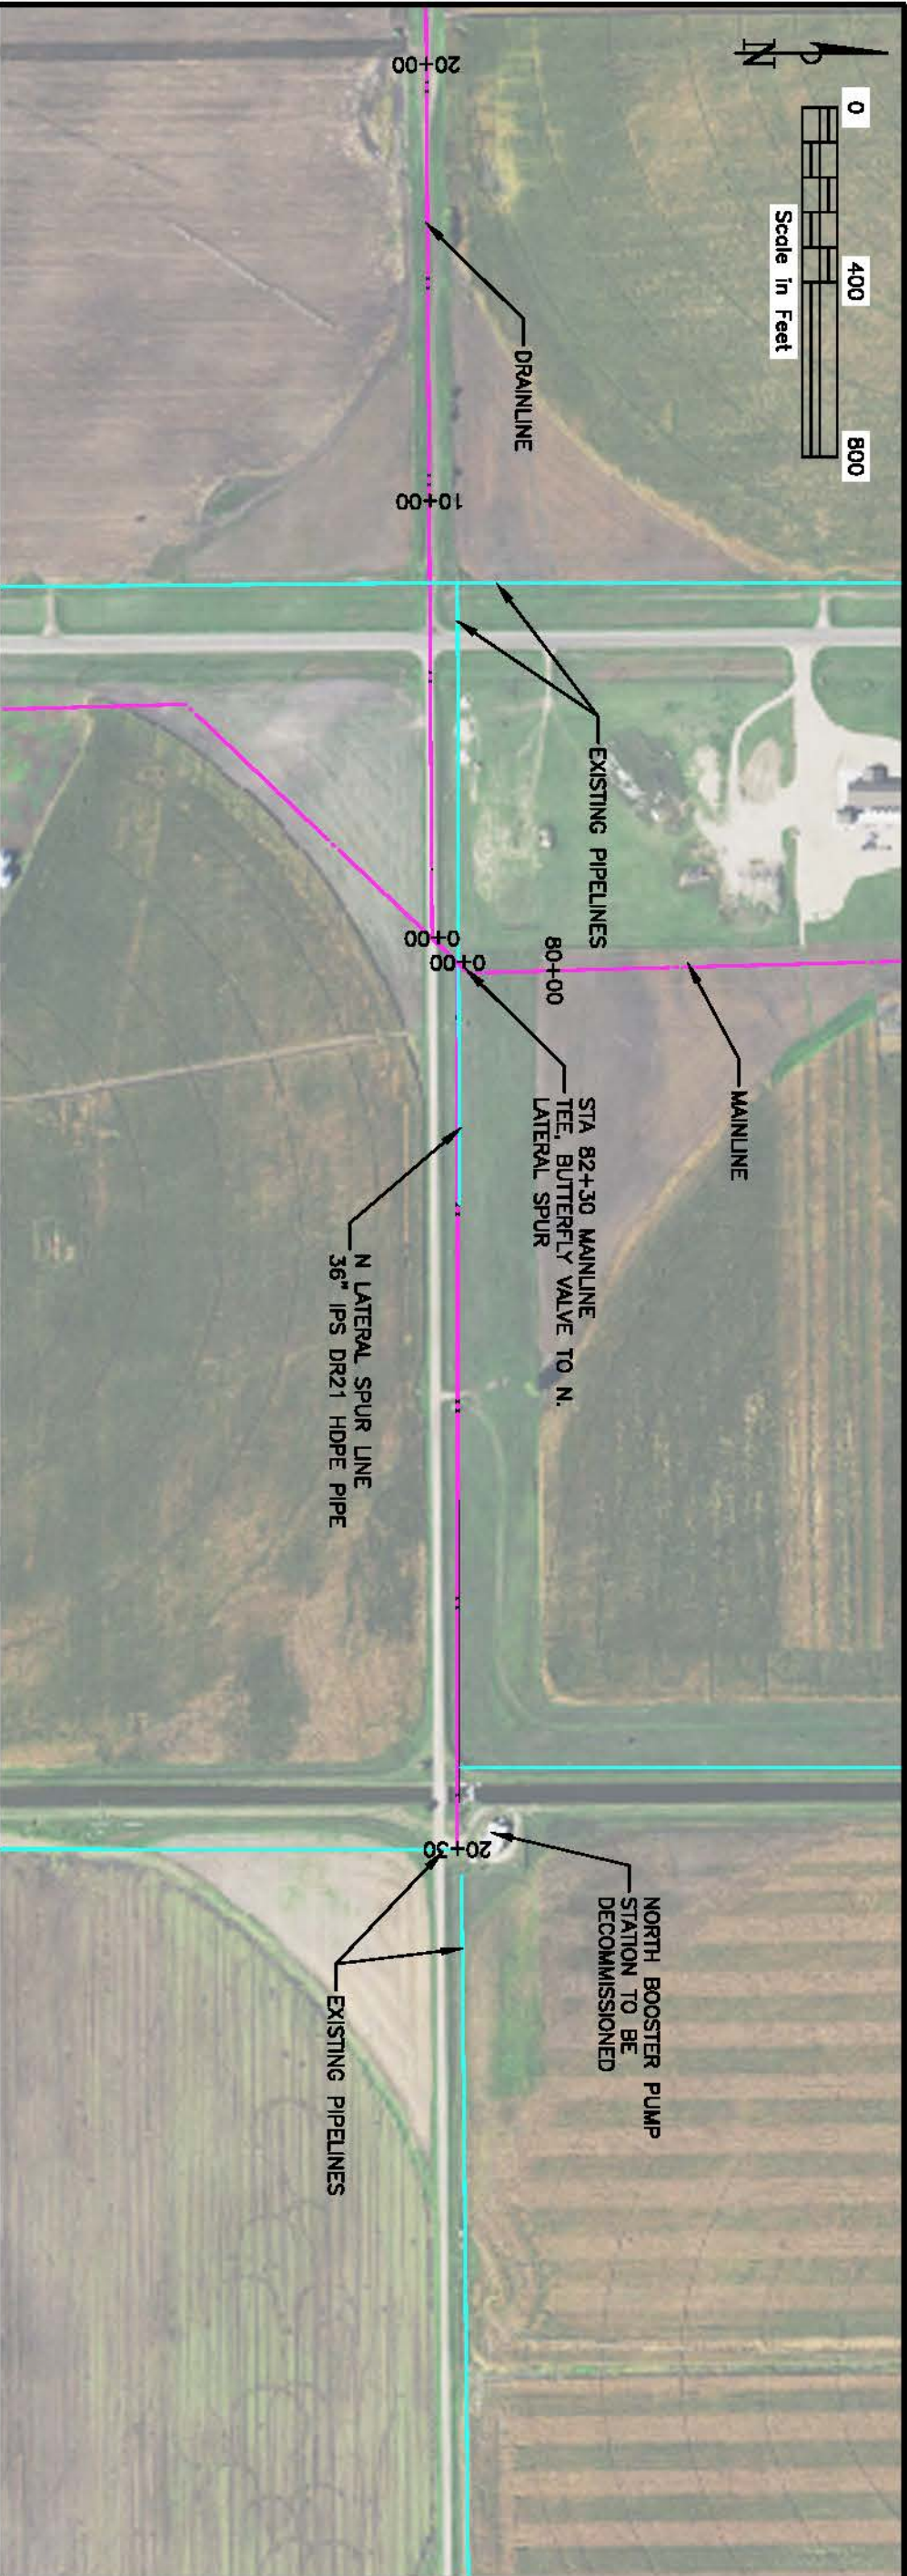 N
0 400 800
Scale in Feet
20+00
DRAINLINE
10+00
EXISTING PIPELINES
0+00
0+00
80+00
MAINLINE
STA 82+30 MAINLINE
TEE, BUTTERFLY VALVE TO N.
LATERAL SPUR
N LATERAL SPUR LINE
36" IPS DR21 HDPE PIPE
20+30
NORTH BOOSTER PUMP
STATION TO BE
DECOMMISSIONED
EXISTING PIPELINES